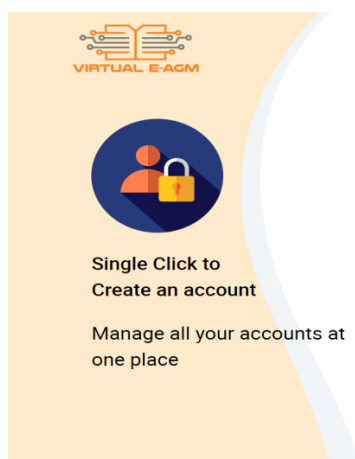 VIRTUAL E-AGM
Single Click to
Create an account
Manage all your accounts at
one place